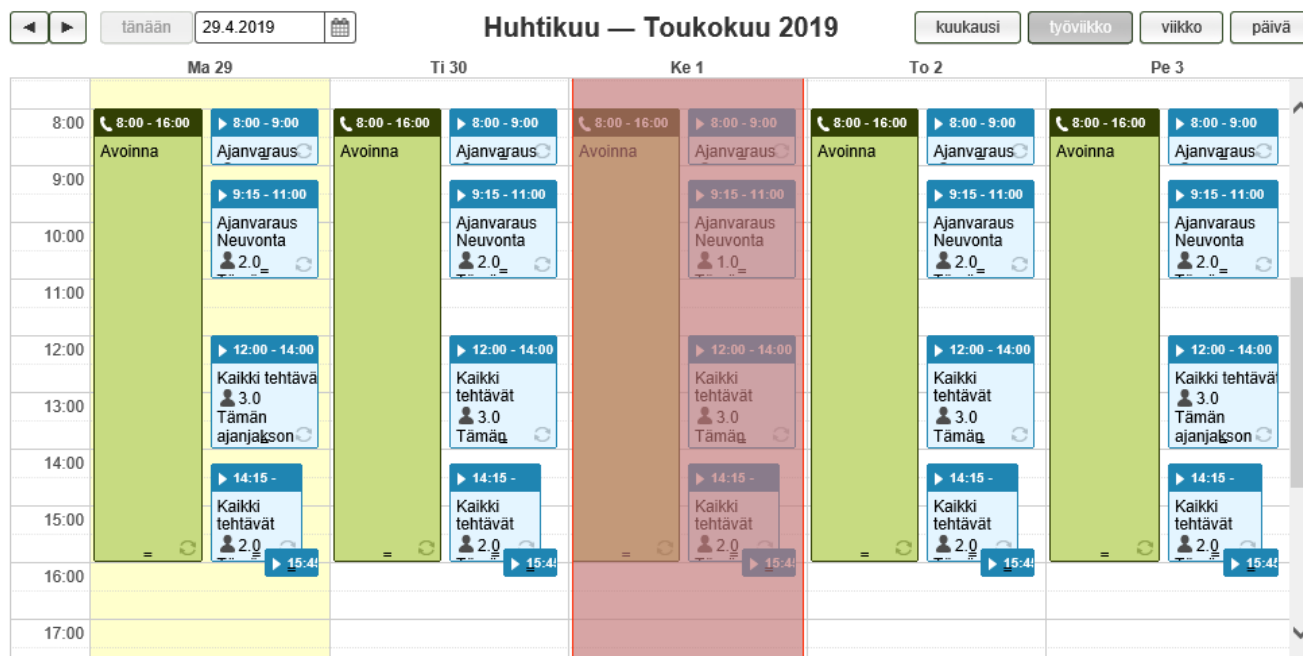 tänään 29.4.2019 Huhtikuu — Toukokuu 2019 kuukausi työviikko viikko päivä
Ma 29 Ti 30 Ke 1 To 2 Pe 3
8:00
9:00
10:00
11:00
12:00
13:00
14:00
15:00
16:00
17:00
8:00 - 16:00
Avoinna
8:00 - 9:00
Ajanvaraus
9:15 - 11:00
Ajanvaraus
Neuvonta
2.0
12:00 - 14:00
Kaikki tehtävä
3.0
Tämän
ajanjakson
14:15 -
Kaikki
tehtävät
2.0
15:45
8:00 - 16:00
Avoinna
8:00 - 9:00
Ajanvaraus
9:15 - 11:00
Ajanvaraus
Neuvonta
2.0
12:00 - 14:00
Kaikki
tehtävät
3.0
Tämän
14:15 -
Kaikki
tehtävät
2.0
15:45
8:00 - 16:00
Avoinna
8:00 - 9:00
Ajanvaraus
9:15 - 11:00
Ajanvaraus
Neuvonta
1.0
12:00 - 14:00
Kaikki
tehtävät
3.0
Tämän
14:15 -
Kaikki
tehtävät
2.0
15:45
8:00 - 16:00
Avoinna
8:00 - 9:00
Ajanvaraus
9:15 - 11:00
Ajanvaraus
Neuvonta
2.0
12:00 - 14:00
Kaikki
tehtävät
3.0
Tämän
14:15 -
Kaikki
tehtävät
2.0
15:45
8:00 - 16:00
Avoinna
8:00 - 9:00
Ajanvaraus
9:15 - 11:00
Ajanvaraus
Neuvonta
2.0
12:00 - 14:00
Kaikki tehtävät
3.0
Tämän
ajanjakson
14:15 -
Kaikki
tehtävät
2.0
15:45